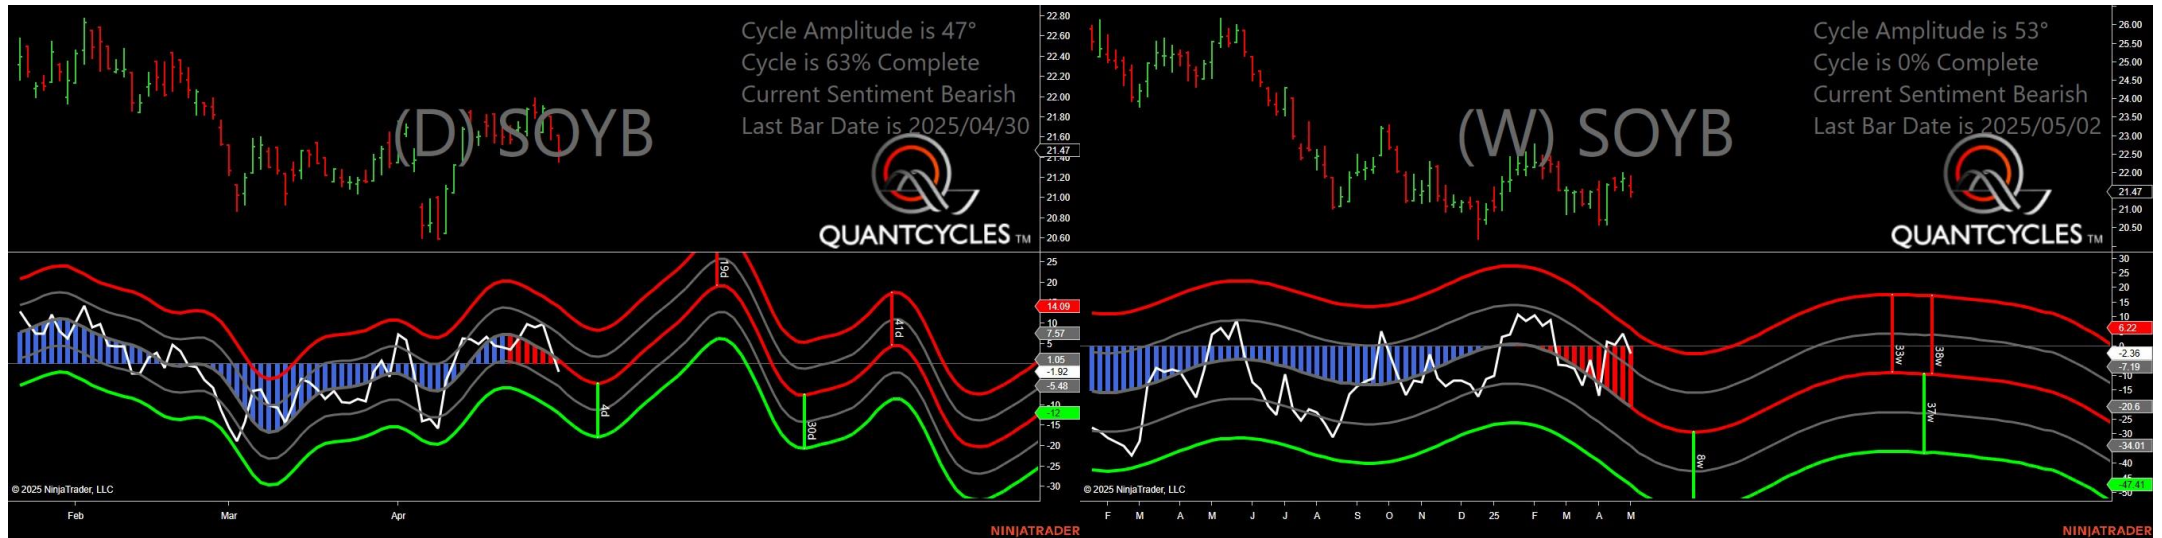 Cycle Amplitude is 47°
Cycle is 63% Complete
Current Sentiment Bearish
Last Bar Date is 2025/04/30
(D) SOYB
QUANTCYCLES TM
22.80
22.60
22.40
22.20
22.00
21.80
21.60
21.47
21.40
21.20
21.00
20.80
20.60
25
20
14.09
10
7.57
5
1.05
-1.92
-5.48
-10
-12
-15
-20
-25
-30
4d
19d
30d
41d
© 2025 NinjaTrader, LLC
Feb Mar Apr
NINJATRADER
Cycle Amplitude is 53°
Cycle is 0% Complete
Current Sentiment Bearish
Last Bar Date is 2025/05/02
(W) SOYB
QUANTCYCLES TM
26.00
25.50
25.00
24.50
24.00
23.50
23.00
22.50
22.00
21.47
21.00
20.50
30
25
20
15
10
6.22
-2.36
-7.19
-10
-15
-20.6
-25
-30
-34.01
-40
-47.41
-50
8w
33w
37w
38w
© 2025 NinjaTrader, LLC
F M A M J J A S O N D 25 F M A M
NINJATRADER